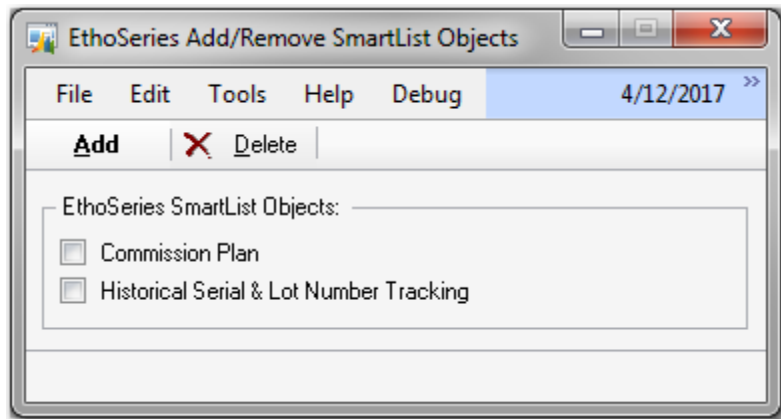 EthoSeries Add/Remove SmartList Objects
File Edit Tools Help Debug 4/12/2017 »
Add Delete
EthoSeries SmartList Objects:
Commission Plan
Historical Serial & Lot Number Tracking